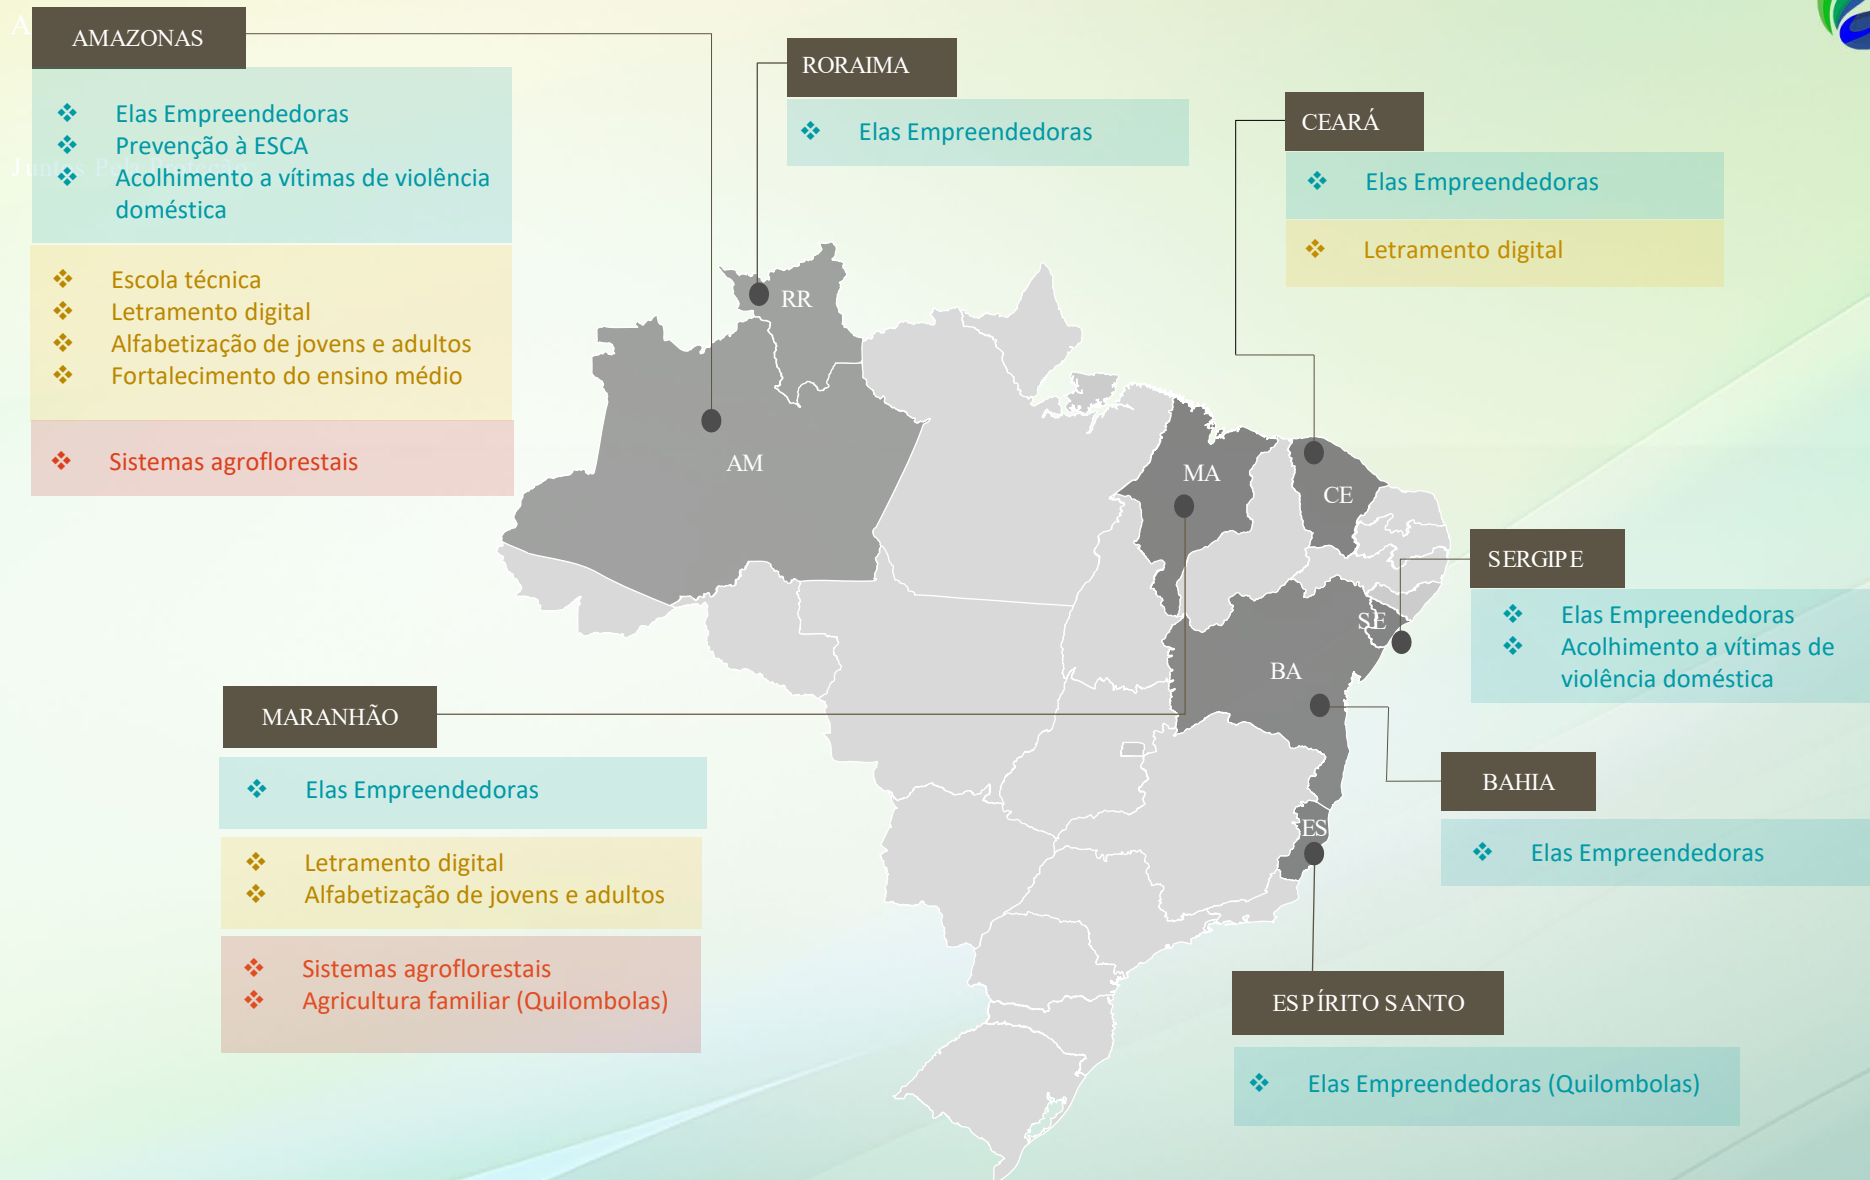 AMAZONAS
❖ Elas Empreendedoras
❖ Prevenção à ESCA
❖ Acolhimento a vítimas de violência
doméstica
❖ Escola técnica
❖ Letramento digital
❖ Alfabetização de jovens e adultos
❖ Fortalecimento do ensino médio
❖ Sistemas agroflorestais
RORAIMA
❖ Elas Empreendedoras
CEARÁ
❖ Elas Empreendedoras
❖ Letramento digital
RR
AM
MA
CE
SE
BA
ES
SERGIPE
❖ Elas Empreendedoras
❖ Acolhimento a vítimas de
violência doméstica
MARANHÃO
❖ Elas Empreendedoras
❖ Letramento digital
❖ Alfabetização de jovens e adultos
❖ Sistemas agroflorestais
❖ Agricultura familiar (Quilombolas)
BAHIA
❖ Elas Empreendedoras
ESPÍRITO SANTO
❖ Elas Empreendedoras (Quilombolas)